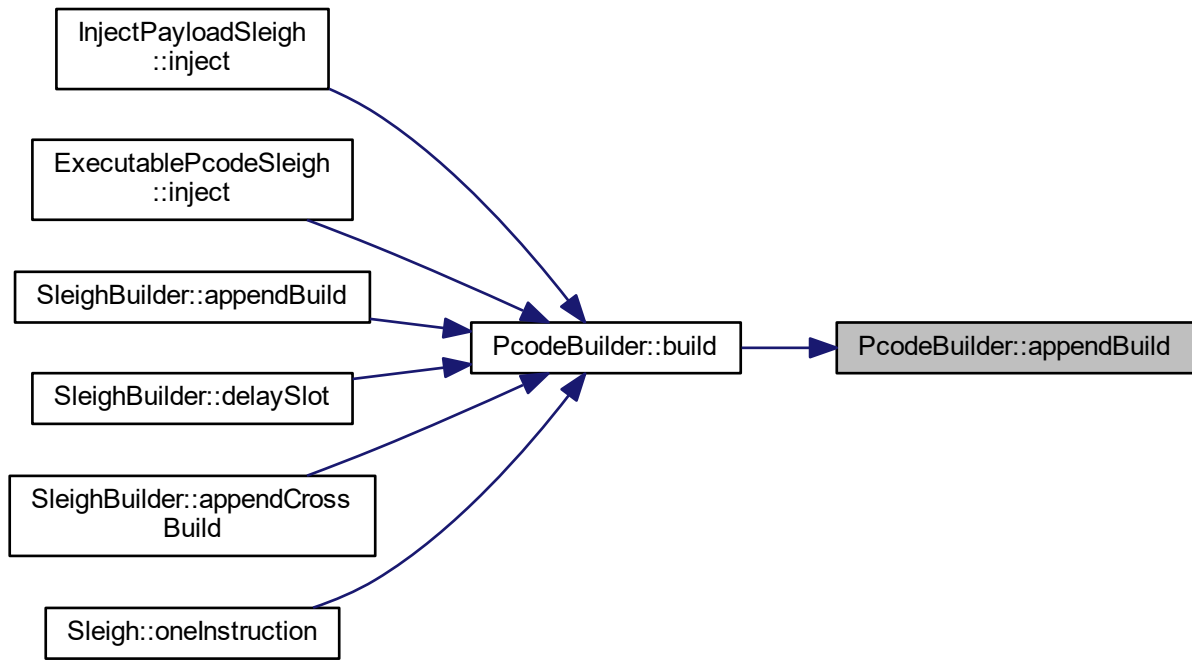 InjectPayloadSleigh
::inject
ExecutablePcodeSleigh
::inject
SleighBuilder::appendBuild
SleighBuilder::delaySlot
SleighBuilder::appendCross
Build
Sleigh::oneInstruction
PcodeBuilder::build
PcodeBuilder::appendBuild